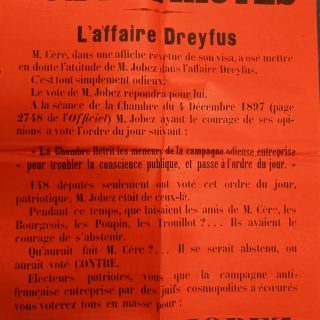 L'affaire Dreyfus
M. Cère, dans une affiche revêtue de son visa, a osé mettre
en doute l'attitude de M. Jobez dans l'affaire Dreyfus.
C'est tout simplement odieux.
Le vote de M. Jobez répondra pour lui.
A la séance de la Chambre du 4 Décembre 1897 (page
2748 de l'Officiel) M. Jobez ayant le courage de ses opi-
nions a voté l'ordre du jour suivant :
« La Chambre flétrit les meneurs de la campagne odieuse entreprise
« pour troubler la conscience publique, et passe à l'ordre du jour. »
148 députés seulement ont voté cet ordre du jour,
patriotique. M. Jobez était de ceux-là.
Pendant ce temps, que faisaient les amis de M. Cère, les
Bourgeois, les Poupin, les Trouillot ?... Ils avaient le
courage de s'abstenir.
Qu'aurait fait M. Cère ?... Il se serait abstenu, ou
aurait voté CONTRE.
Electeurs patriotes, vous que la campagne anti-
française entreprise par des juifs cosmopolites a écœurés
vous voterez tous en masse pour :